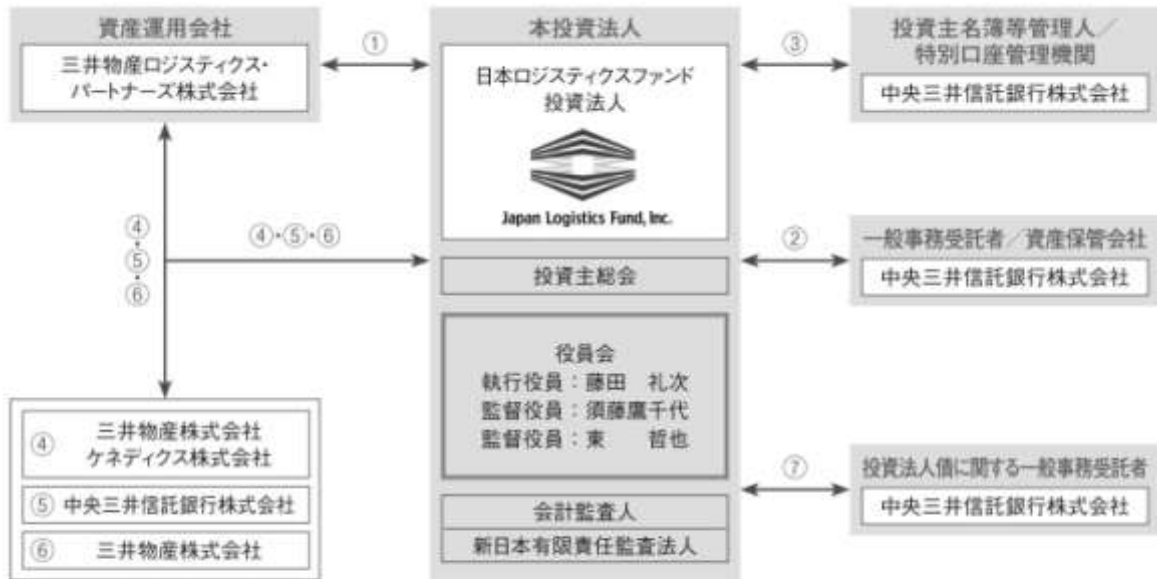 資産運用会社
三井物産ロジスティクス・
パートナーズ株式会社
①
本投資法人
日本ロジスティクスファンド
投資法人
Japan Logistics Fund, Inc.
③
投資主名簿等管理人/
特別口座管理機関
中央三井信託銀行株式会社
④・⑤・⑥
④・⑤・⑥
②
一般事務受託者/資産保管会社
中央三井信託銀行株式会社
投資主総会
役員会
執行役員:藤田 礼次
監督役員:須藤鷹千代
監督役員:東 哲也
④
三井物産株式会社
ケネディクス株式会社
⑤ 中央三井信託銀行株式会社
⑥ 三井物産株式会社
会計監査人
新日本有限責任監査法人
⑦
投資法人債に関する一般事務受託者
中央三井信託銀行株式会社